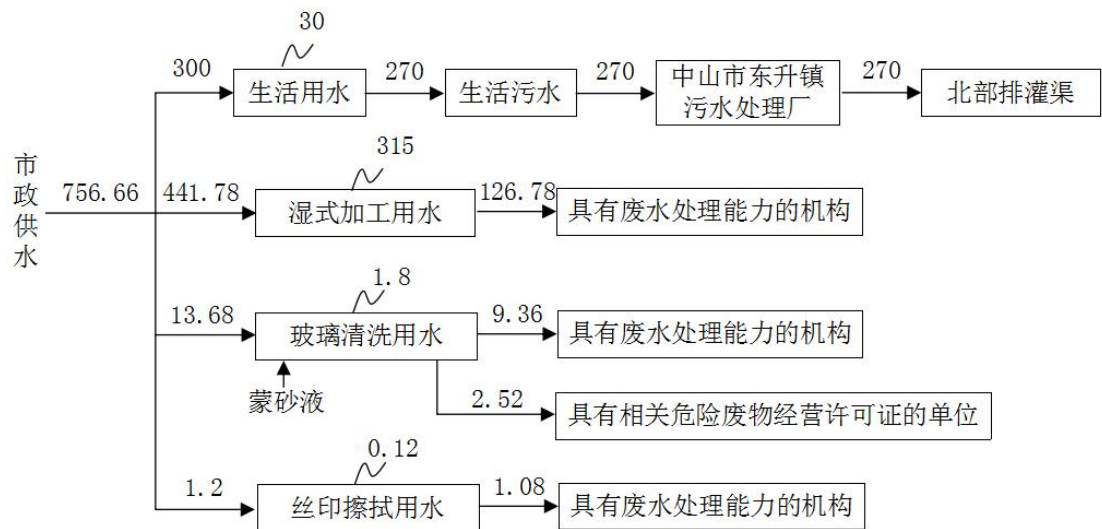 30
300
生活用水
270
生活污水
270
中山市东升镇
污水处理厂
270
北部排灌渠
市政供水
756.66
315
441.78
湿式加工用水
126.78
具有废水处理能力的机构
1.8
13.68
玻璃清洗用水
9.36
具有废水处理能力的机构
蒙砂液
2.52
具有相关危险废物经营许可证的单位
0.12
1.2
丝印擦拭用水
1.08
具有废水处理能力的机构